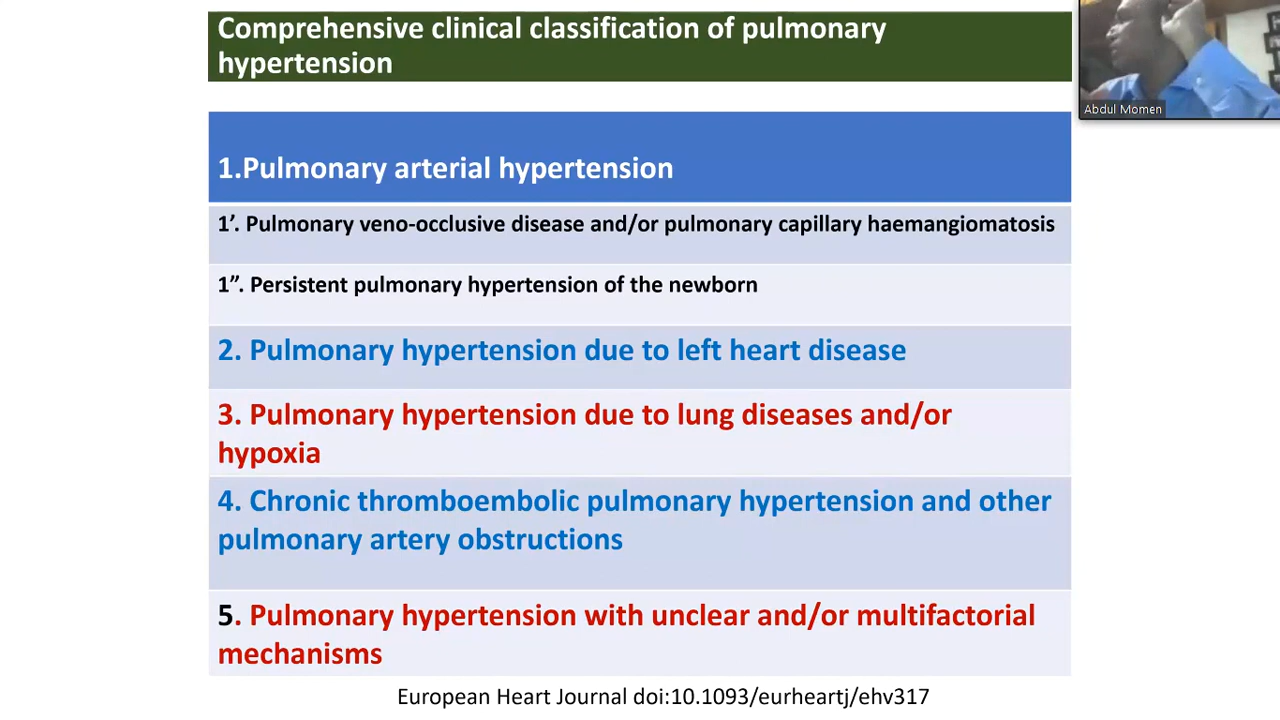 Comprehensive clinical classification of pulmonary
hypertension
Abdul Momen
1.Pulmonary arterial hypertension
1’. Pulmonary veno-occlusive disease and/or pulmonary capillary haemangiomatosis
1”. Persistent pulmonary hypertension of the newborn
2. Pulmonary hypertension due to left heart disease
3. Pulmonary hypertension due to lung diseases and/or
hypoxia
4. Chronic thromboembolic pulmonary hypertension and other
pulmonary artery obstructions
5. Pulmonary hypertension with unclear and/or multifactorial
mechanisms
European Heart Journal doi:10.1093/eurheartj/ehv317